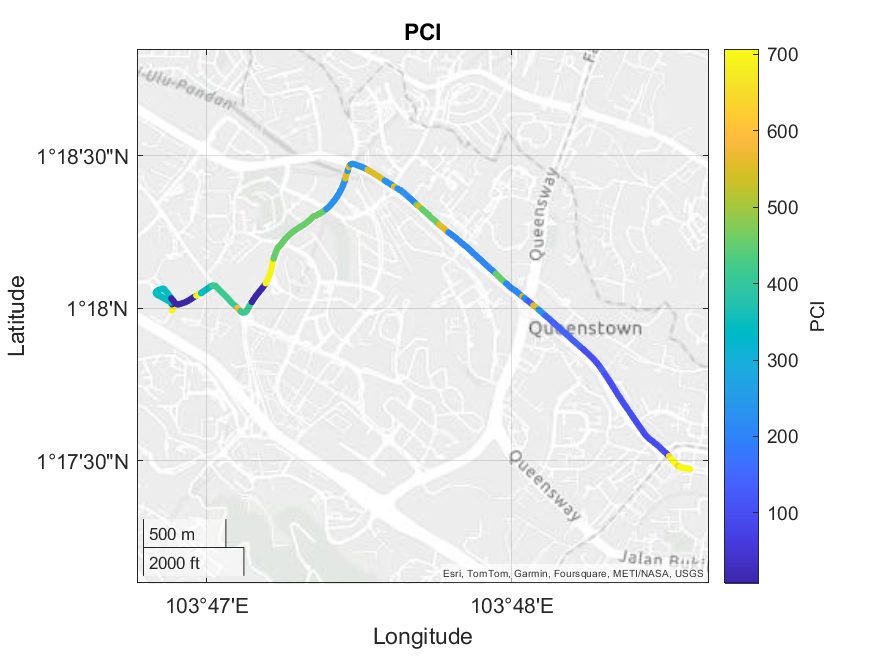 PCI
-Ulu-Pandan
Fa
1°18'30"N
1°18'N
1°17'30"N
Latitude
Queensway
Queenstown
Queensway
Jalan Buki
500 m
2000 ft
Esri, TomTom, Garmin, Foursquare, METI/NASA, USGS
103°47'E
103°48'E
Longitude
700
600
500
400
300
200
100
PCI